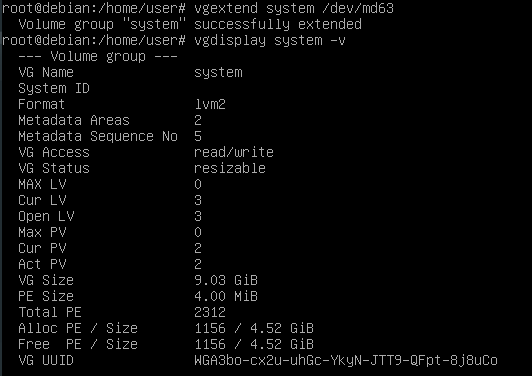 root@debian:/home/user# vgextend system /dev/md63
  Volume group "system" successfully extended
root@debian:/home/user# vgdisplay system -v
  --- Volume group ---
  VG Name               system
  System ID
  Format                lvm2
  Metadata Areas        2
  Metadata Sequence No  5
  VG Access             read/write
  VG Status             resizable
  MAX LV                0
  Cur LV                3
  Open LV               3
  Max PV                0
  Cur PV                2
  Act PV                2
  VG Size               9.03 GiB
  PE Size               4.00 MiB
  Total PE              2312
  Alloc PE / Size       1156 / 4.52 GiB
  Free  PE / Size       1156 / 4.52 GiB
  VG UUID               WGA3bo-cx2u-uhGc-YkyN-JTT9-QFpt-8j8uCo